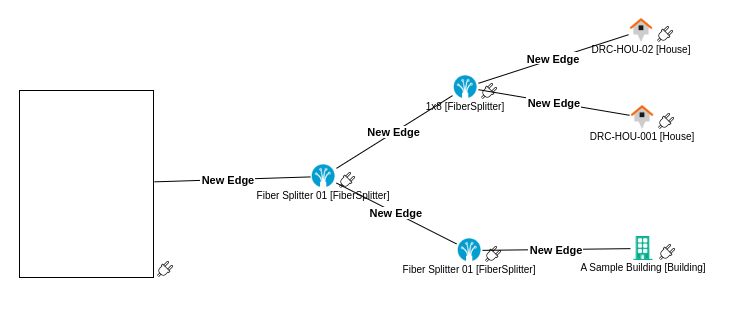 DRC-HOU-02 [House]
New Edge
1x8 [FiberSplitter]
New Edge
DRC-HOU-001 [House]
New Edge
New Edge
Fiber Splitter 01 [FiberSplitter]
New Edge
New Edge
Fiber Splitter 01 [FiberSplitter]
A Sample Building [Building]